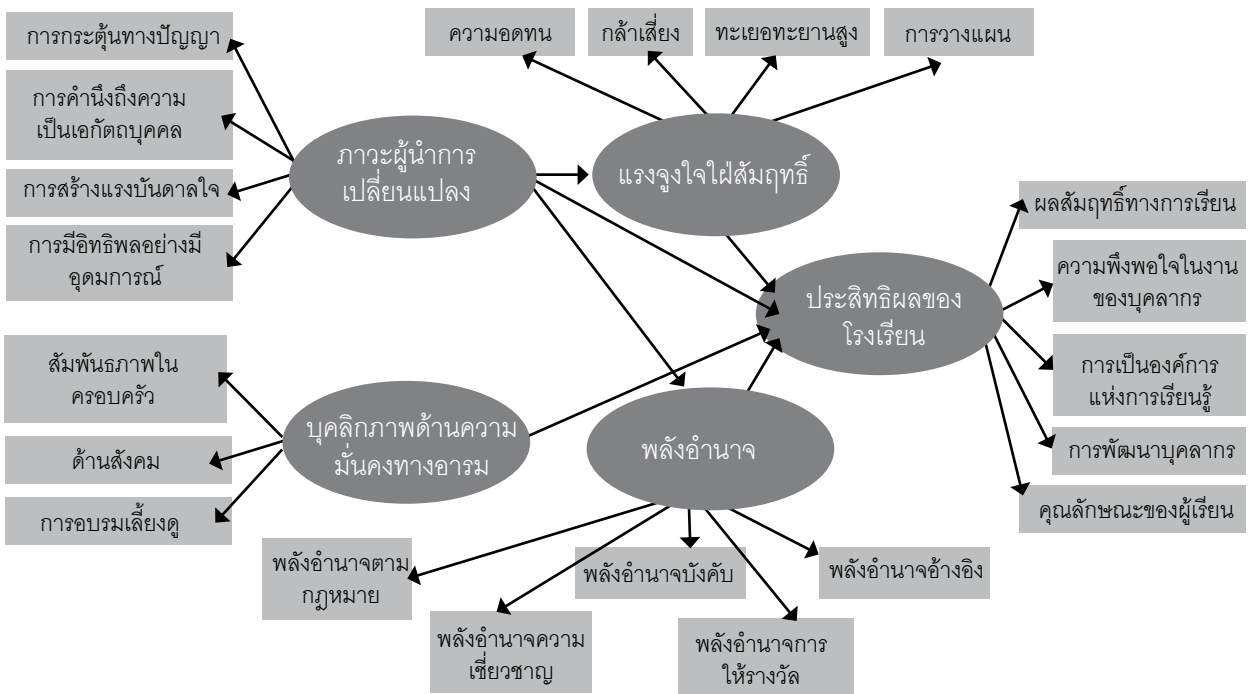 การกระตุ้นทางปัญญา
ความอดทน
กล้าเสี่ยง
ทะเยอทะยานสูง
การวางแผน
การคำนึงถึงความ
เป็นเอกัตถบุคคล
ภาวะผู้นำการ
เปลี่ยนแปลง
แรงจูงใจใฝ่สัมฤทธิ์
การสร้างแรงบันดาลใจ
การมีอิทธิพลอย่างมี
อุดมการณ์
ผลสัมฤทธิ์ทางการเรียน
ความพึงพอใจในงาน
ของบุคลากร
ประสิทธิผลของ
โรงเรียน
สัมพันธภาพใน
ครอบครัว
การเป็นองค์การ
แห่งการเรียนรู้
บุคลิกภาพด้านความ
มั่นคงทางอารม
พลังอำนาจ
ด้านสังคม
การพัฒนาบุคลากร
การอบรมเลี้ยงดู
คุณลักษณะของผู้เรียน
พลังอำนาจตาม
กฎหมาย
พลังอำนาจบังคับ
พลังอำนาจอ้างอิง
พลังอำนาจความ
เชี่ยวชาญ
พลังอำนาจการ
ให้รางวัล